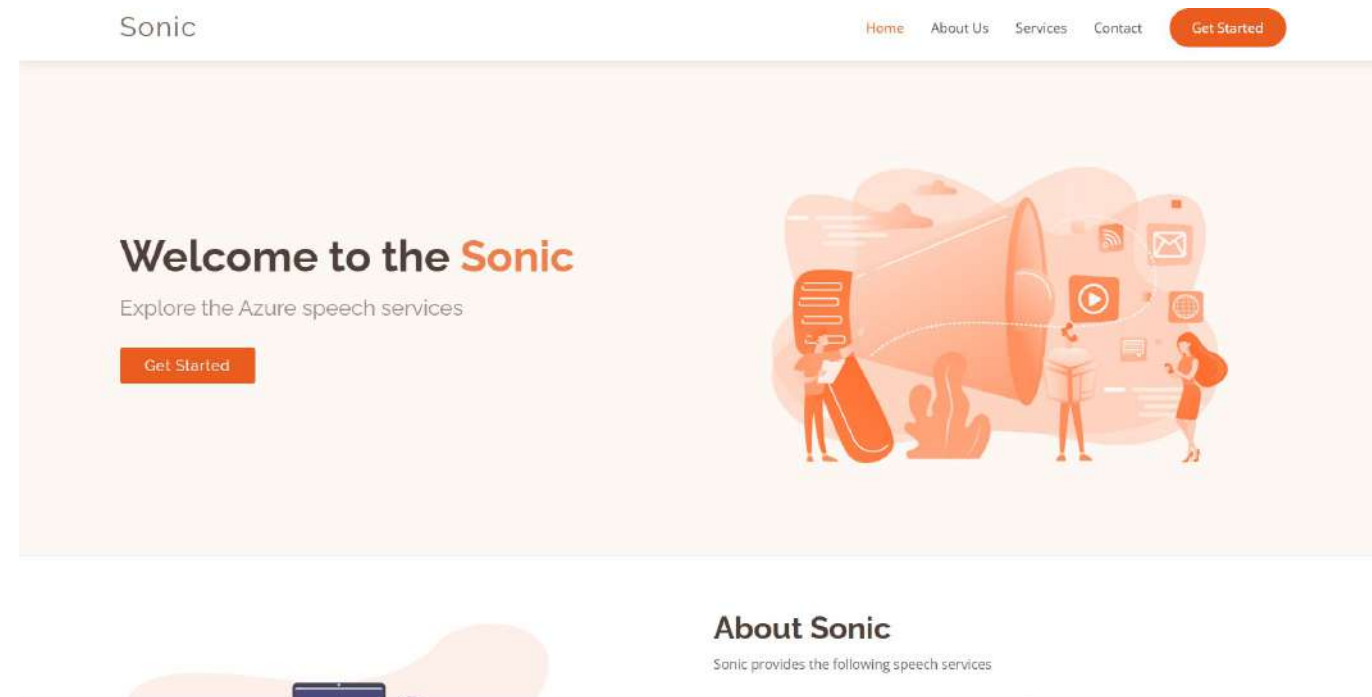 Sonic
Home About Us Services Contact Get Started
Welcome to the Sonic
Explore the Azure speech services
Get Started
About Sonic
Sonic provides the following speech services